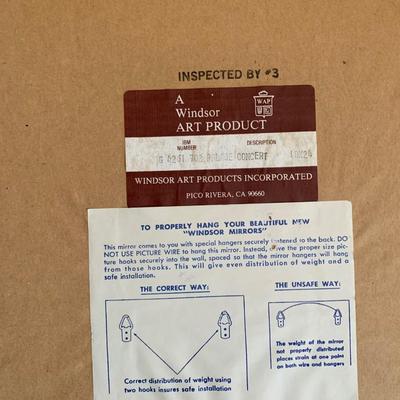 INSPECTED BY #3
A
Windsor
ART PRODUCT
WAP
IBM
NUMBER
DESCRIPTION
CONCERT
WINDSOR ART PRODUCTS INCORPORATED
PICO RIVERA, CA 90660
TO PROPERLY HANG YOUR BEAUTIFUL NEW
"WINDSOR MIRRORS"
This mirror comes to you with special hangers securely fastened to the back. DO
NOT USE PICTURE WIRE to hang this mirror. Instead, drive the proper size pic-
ture hooks securely into the wall, spaced so that the mirror hangers will hang
from those hooks. This will give even distribution of weight and a
safe installation.
THE CORRECT WAY:
THE UNSAFE WAY:
Correct distribution of weight using
two hooks insures safe installation
The weight of the mirror
not properly distributed
places strain at one point
on both wire and hangers